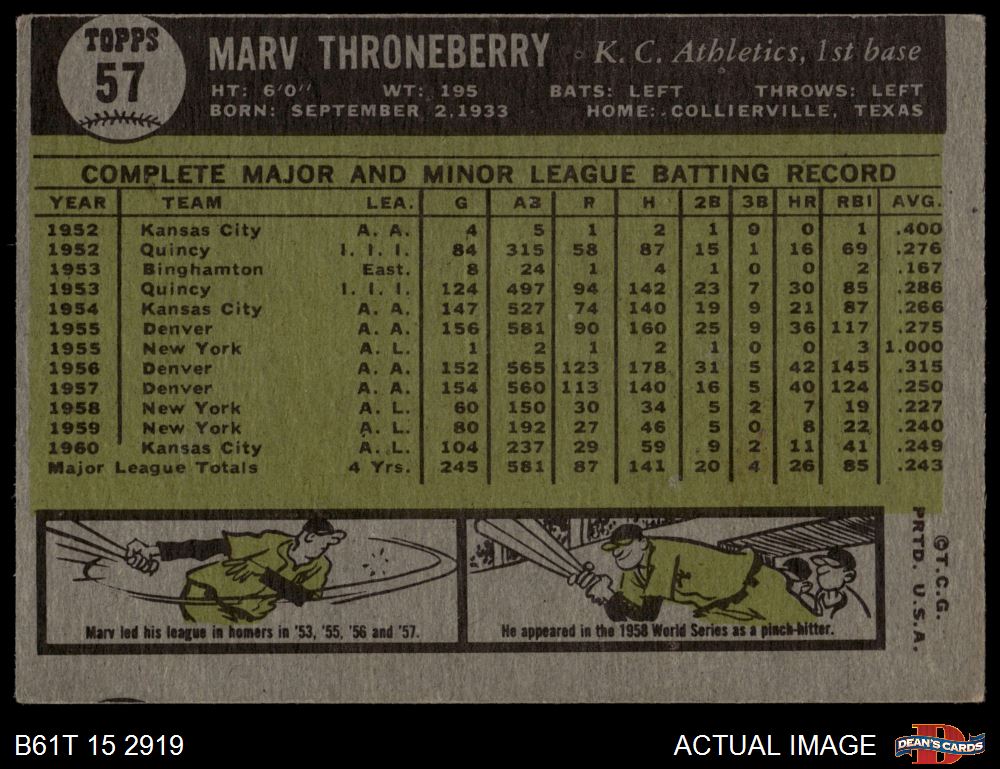 TOPPS
57
MARV THRONEBERRY K. C. Athletics, 1st base
HT: 6'0" WT: 195 BATS: LEFT THROWS: LEFT
BORN: SEPTEMBER 2, 1933 HOME: COLLIERVILLE, TEXAS
COMPLETE MAJOR AND MINOR LEAGUE BATTING RECORD
YEAR TEAM LEA. G AB R H 2B 3B HR RBI AVG.
1952 Kansas City A. A. 4 5 1 2 1 0 0 1 .400
1952 Quincy I. I. I. 84 315 58 87 15 1 16 69 .276
1953 Binghamton East. 8 24 1 4 1 0 0 2 .167
1953 Quincy I. I. I. 124 497 94 142 23 7 30 85 .286
1954 Kansas City A. A. 147 527 74 140 19 9 21 87 .266
1955 Denver A. A. 156 581 90 160 25 9 36 117 .275
1955 New York A. L. 1 2 1 2 1 0 0 3 1.000
1956 Denver A. A. 152 565 123 178 31 5 42 145 .315
1957 Denver A. A. 154 560 113 140 16 5 40 124 .250
1958 New York A. L. 60 150 30 34 5 2 7 19 .227
1959 New York A. L. 80 192 27 46 5 0 8 22 .240
1960 Kansas City A. L. 104 237 29 59 9 2 11 41 .249
Major League Totals 4 Yrs. 245 581 87 141 20 4 26 85 .243
Marv led his league in homers in '53, '55, '56 and '57.
He appeared in the 1958 World Series as a pinch-hitter.
©T.C.G.
PRTD. U.S.A.
B61T 15 2919
ACTUAL IMAGE
D
DEAN'S CARDS